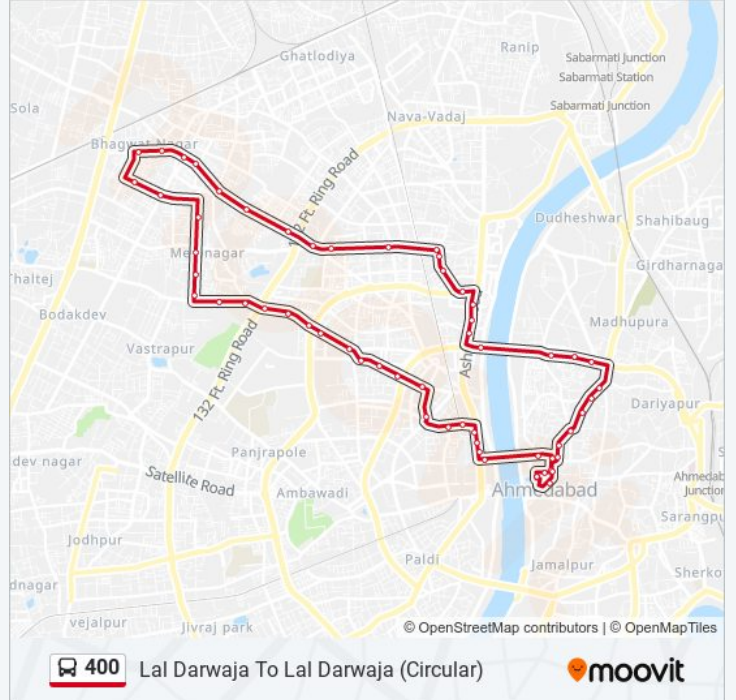 Ranip
Ghatlodiya
Sabarmati Junction
Sabarmati Station
Sola
Sabarmati Junction
Nava-Vadaj
Bhagwat Nagar
132 Ft. Ring Road
Dudheshwar
Shahibaug
Girdharnaga
Thaltej
Bodakdev
Madhupura
Vastrapur
132 Ft. Ring Road
Ash
Dariyapur
Panjrapole
dev nagar
Satellite Road
Ambawadi
Ahmedabad
Ahmedab
Junction
Sarangpu
Jodhpur
Paldi
Jamalpur
Sherko
dnagar
vejalpur
Jivraj park
© OpenStreetMap contributors | © OpenMapTiles
400 Lal Darwaja To Lal Darwaja (Circular)
moovit